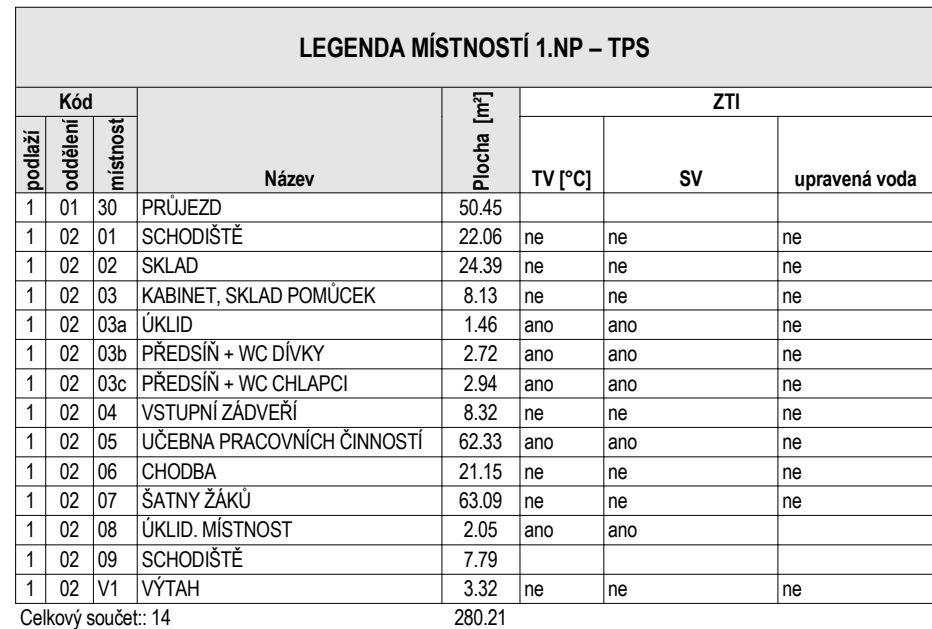 LEGENDA MÍSTNOSTÍ 1.NP – TPS
Kód Plocha [m²] ZTI
podlaží oddělení místnost Název TV [°C] SV upravená voda
1 01 30 PRŮJEZD 50.45
1 02 01 SCHODIŠTĚ 22.06 ne ne ne
1 02 02 SKLAD 24.39 ne ne ne
1 02 03 KABINET, SKLAD POMŮCEK 8.13 ne ne ne
1 02 03a ÚKLID 1.46 ano ano ne
1 02 03b PŘEDSÍŇ + WC DÍVKY 2.72 ano ano ne
1 02 03c PŘEDSÍŇ + WC CHLAPCI 2.94 ano ano ne
1 02 04 VSTUPNÍ ZÁDVEŘÍ 8.32 ne ne ne
1 02 05 UČEBNA PRACOVNÍCH ČINNOSTÍ 62.33 ano ano ne
1 02 06 CHODBA 21.15 ne ne ne
1 02 07 ŠATNY ŽÁKŮ 63.09 ne ne ne
1 02 08 ÚKLID. MÍSTNOST 2.05 ano ano
1 02 09 SCHODIŠTĚ 7.79
1 02 V1 VÝTAH 3.32 ne ne ne
Celkový součet:: 14 280.21